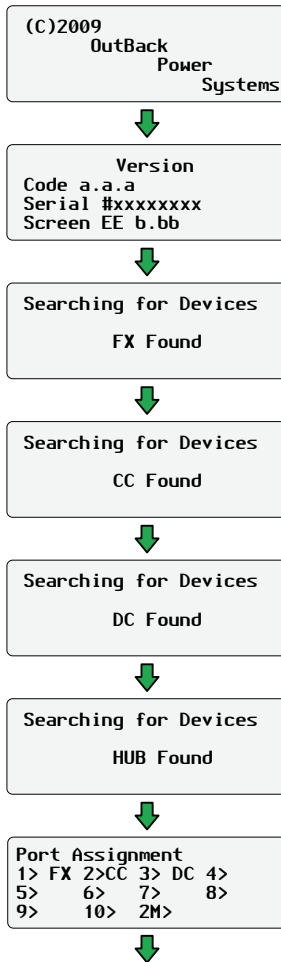 (C)2009
OutBack
Power
Systems
Version
Code a.a.a
Serial #xxxxxxxx
Screen EE b.bb
Searching for Devices
FX Found
Searching for Devices
CC Found
Searching for Devices
DC Found
Searching for Devices
HUB Found
Port Assignment
1> FX 2>CC 3> DC 4>
5> 6> 7> 8>
9> 10> 2M>